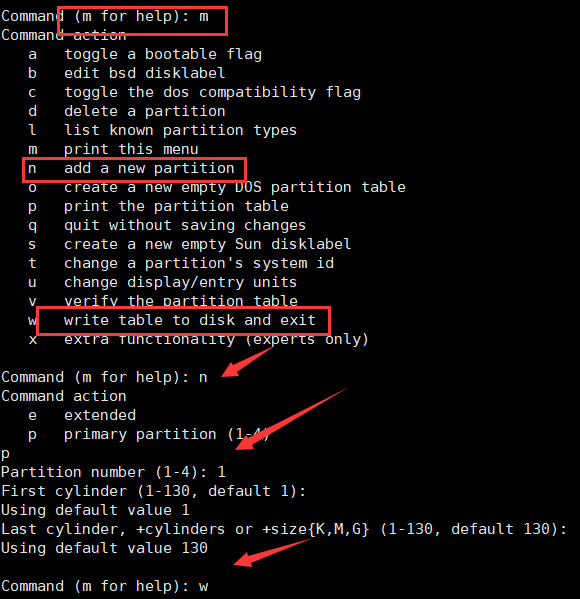 Command (m for help): m
Command action
a toggle a bootable flag
b edit bsd disklabel
c toggle the dos compatibility flag
d delete a partition
l list known partition types
m print this menu
n add a new partition
o create a new empty DOS partition table
p print the partition table
q quit without saving changes
s create a new empty Sun disklabel
t change a partition's system id
u change display/entry units
v verify the partition table
w write table to disk and exit
x extra functionality (experts only)
Command (m for help): n
Command action
e extended
p primary partition (1-4)
p
Partition number (1-4): 1
First cylinder (1-130, default 1):
Using default value 1
Last cylinder, +cylinders or +size{K,M,G} (1-130, default 130):
Using default value 130
Command (m for help): w